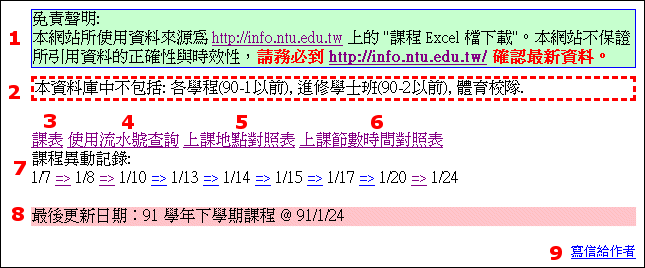 免責聲明:
1 本網站所使用資料來源為 http://info.ntu.edu.tw 上的 "課程 Excel 檔下載"。本網站不保證
所引用資料的正確性與時效性，請務必到 http://info.ntu.edu.tw/ 確認最新資料。
2 本資料庫中不包括: 各學程(90-1以前), 進修學士班(90-2以前), 體育校隊.
3 4 5 6
課表 使用流水號查詢 上課地點對照表 上課節數時間對照表
7 課程異動記錄:
1/7 => 1/8 => 1/10 => 1/13 => 1/14 => 1/15 => 1/17 => 1/20 => 1/24
8 最後更新日期：91 學年下學期課程 @ 91/1/24
9 寫信給作者